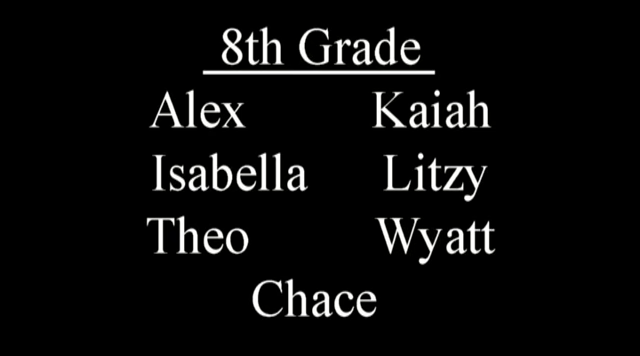 8th Grade
Alex Kaiah
Isabella Litzy
Theo Wyatt
Chace